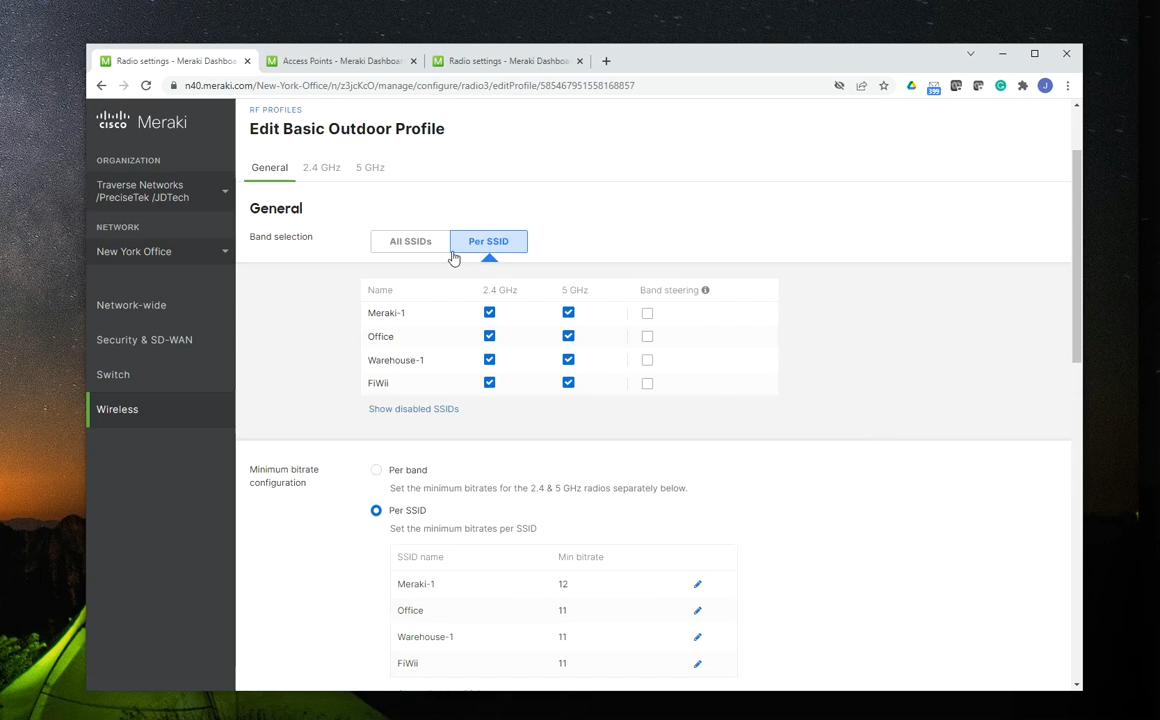 Radio settings - Meraki Dashboa
Access Points - Meraki Dashboar
Radio settings - Meraki Dashboa
n40.meraki.com/New-York-Office/n/z3jcKcO/manage/configure/radio3/editProfile/585467951558168857
399
J
CISCO Meraki
ORGANIZATION
Traverse Networks
/PreciseTek /JDTech
NETWORK
New York Office
Network-wide
Security & SD-WAN
Switch
Wireless
RF PROFILES
Edit Basic Outdoor Profile
General 2.4 GHz 5 GHz
General
Band selection
All SSIDs Per SSID
Name 2.4 GHz 5 GHz Band steering
Meraki-1
Office
Warehouse-1
FiWii
Show disabled SSIDs
Minimum bitrate
configuration
Per band
Set the minimum bitrates for the 2.4 & 5 GHz radios separately below.
Per SSID
Set the minimum bitrates per SSID
SSID name Min bitrate
Meraki-1 12
Office 11
Warehouse-1 11
FiWii 11